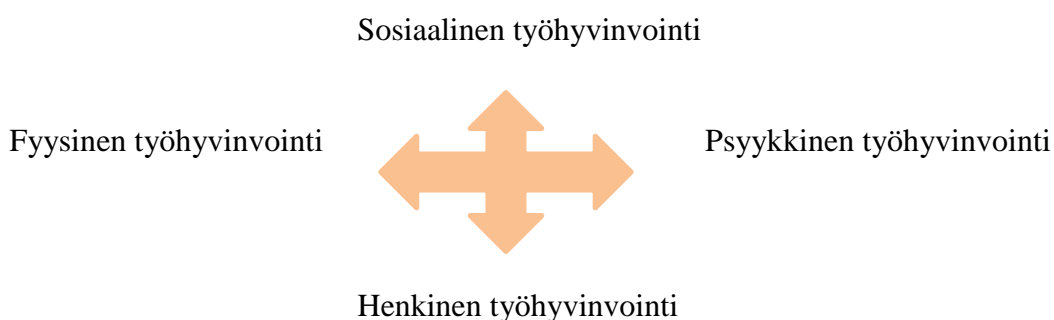 Sosiaalinen työhyvinvointi
Fyysinen työhyvinvointi
Psyykkinen työhyvinvointi
Henkinen työhyvinvointi